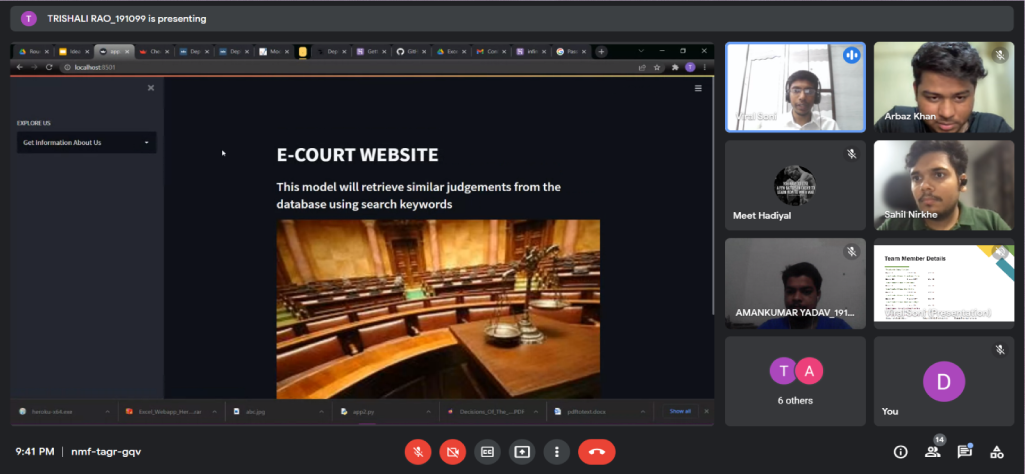 T TRISHALI RAO_191099 is presenting
localhost:8501
EXPLORE US
Get Information About Us
E-COURT WEBSITE
This model will retrieve similar judgements from the
database using search keywords
heroku-x64.exe
Excel_Webapp_Her....rar
abc.jpg
app2.py
Decisions_Of_The_....PDF
pdftotext.docx
Show all
Viral Soni
Arbaz Khan
Meet Hadiyal
Sahil Nirkhe
AMANKUMAR YADAV_191...
Team Member Details
Viral Soni (Presentation)
T A
6 others
D
You
9:41 PM | nmf-tagr-gqv
14